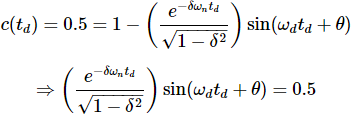 c(t_d) = 0.5 = 1 − (e^{−δω_n t_d} / √(1 − δ²)) sin(ω_d t_d + θ)
⇒ (e^{−δω_n t_d} / √(1 − δ²)) sin(ω_d t_d + θ) = 0.5